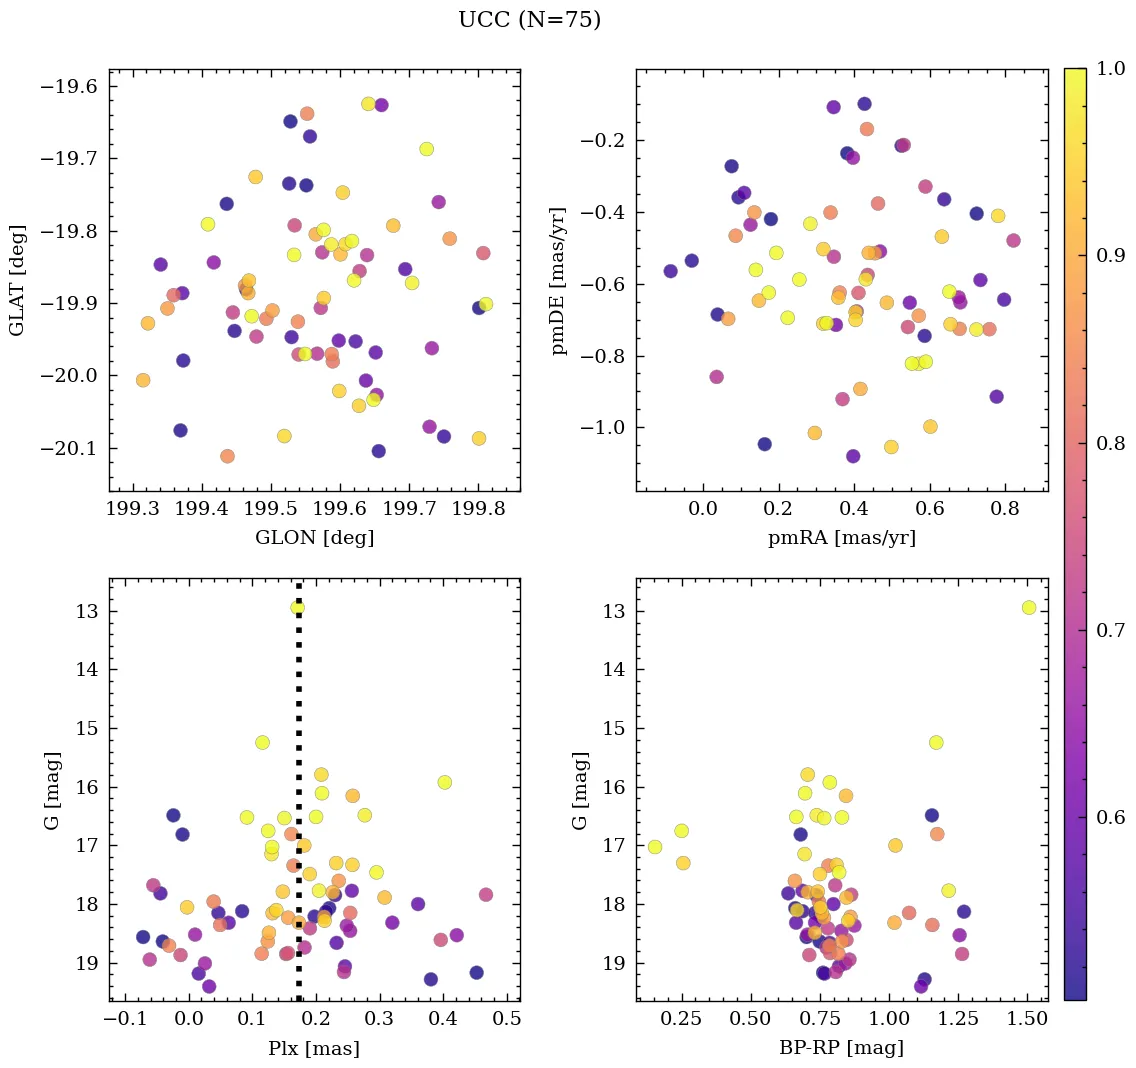 UCC (N=75)
−19.6
−19.7
−19.8
−19.9
−20.0
−20.1
GLAT [deg]
199.3 199.4 199.5 199.6 199.7 199.8
GLON [deg]
−0.2
−0.4
−0.6
−0.8
−1.0
pmDE [mas/yr]
0.0 0.2 0.4 0.6 0.8
pmRA [mas/yr]
13
14
15
16
17
18
19
G [mag]
−0.1 0.0 0.1 0.2 0.3 0.4 0.5
Plx [mas]
13
14
15
16
17
18
19
G [mag]
0.25 0.50 0.75 1.00 1.25 1.50
BP-RP [mag]
1.0
0.9
0.8
0.7
0.6